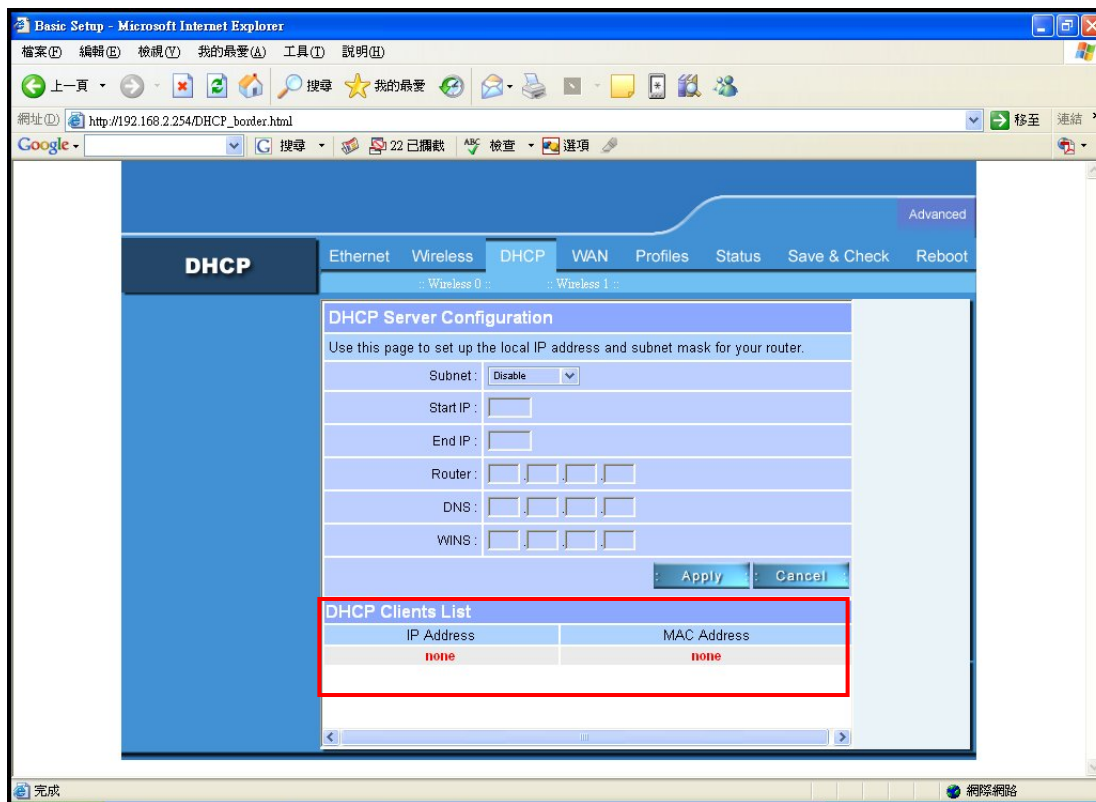 Basic Setup - Microsoft Internet Explorer
檔案(F) 編輯(E) 檢視(V) 我的最愛(A) 工具(T) 說明(H)
上一頁 搜尋 我的最愛
網址(D) http://192.168.2.254/DHCP_border.html 移至 連結 »
Google 搜尋 22 已攔截 ABC 檢查 選項
Advanced
DHCP
Ethernet Wireless DHCP WAN Profiles Status Save & Check Reboot
:: Wireless 0 :: :: Wireless 1 ::
DHCP Server Configuration
Use this page to set up the local IP address and subnet mask for your router.
Subnet : Disable
Start IP :
End IP :
Router : . . .
DNS : . . .
WINS : . . .
Apply Cancel
DHCP Clients List
IP Address MAC Address
none none
完成 網際網路